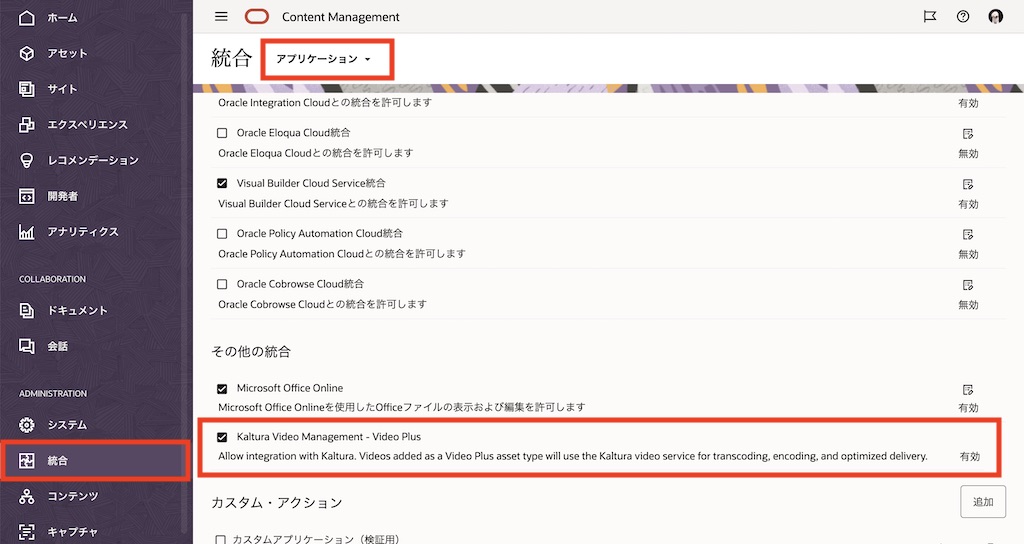 ホーム
アセット
サイト
エクスペリエンス
レコメンデーション
開発者
アナリティクス
COLLABORATION
ドキュメント
会話
ADMINISTRATION
システム
統合
コンテンツ
キャプチャ
Content Management
統合 アプリケーション
Oracle Integration Cloudとの統合を許可します 有効
Oracle Eloqua Cloud統合
Oracle Eloqua Cloudとの統合を許可します 無効
Visual Builder Cloud Service統合
Visual Builder Cloud Serviceとの統合を許可します 有効
Oracle Policy Automation Cloud統合
Oracle Policy Automation Cloudとの統合を許可します 無効
Oracle Cobrowse Cloud統合
Oracle Cobrowse Cloudとの統合を許可します 無効
その他の統合
Microsoft Office Online
Microsoft Office Onlineを使用したOfficeファイルの表示および編集を許可します 有効
Kaltura Video Management - Video Plus
Allow integration with Kaltura. Videos added as a Video Plus asset type will use the Kaltura video service for transcoding, encoding, and optimized delivery. 有効
カスタム・アクション 追加
カスタムアプリケーション（検証用）